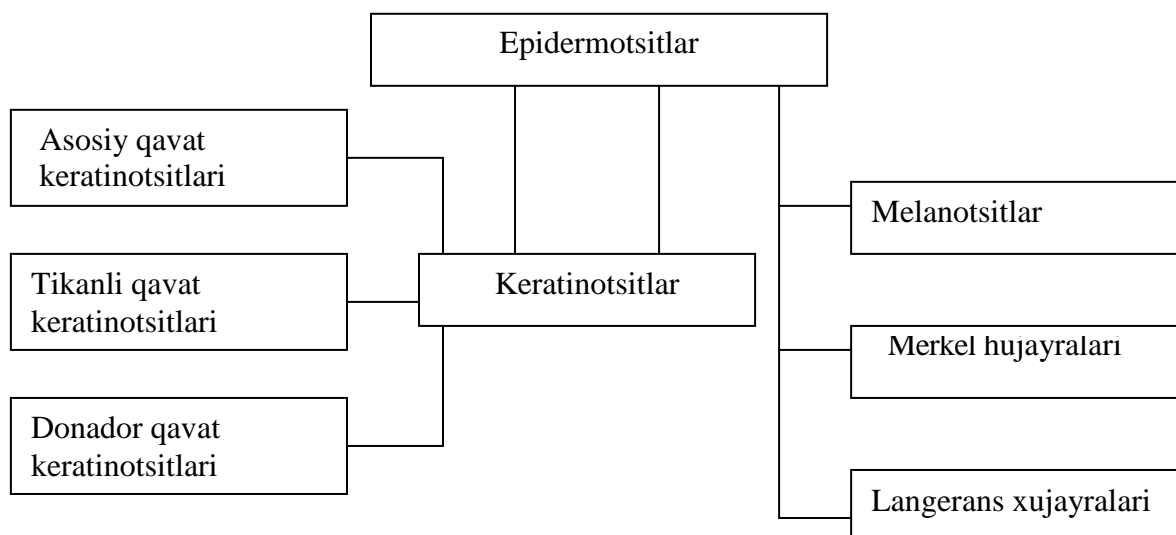 Epidermotsitlar
Asosiy qavat
keratinotsitlari
Melanotsitlar
Tikanli qavat
keratinotsitlari
Keratinotsitlar
Merkel hujayralari
Donador qavat
keratinotsitlari
Langerans xujayralari